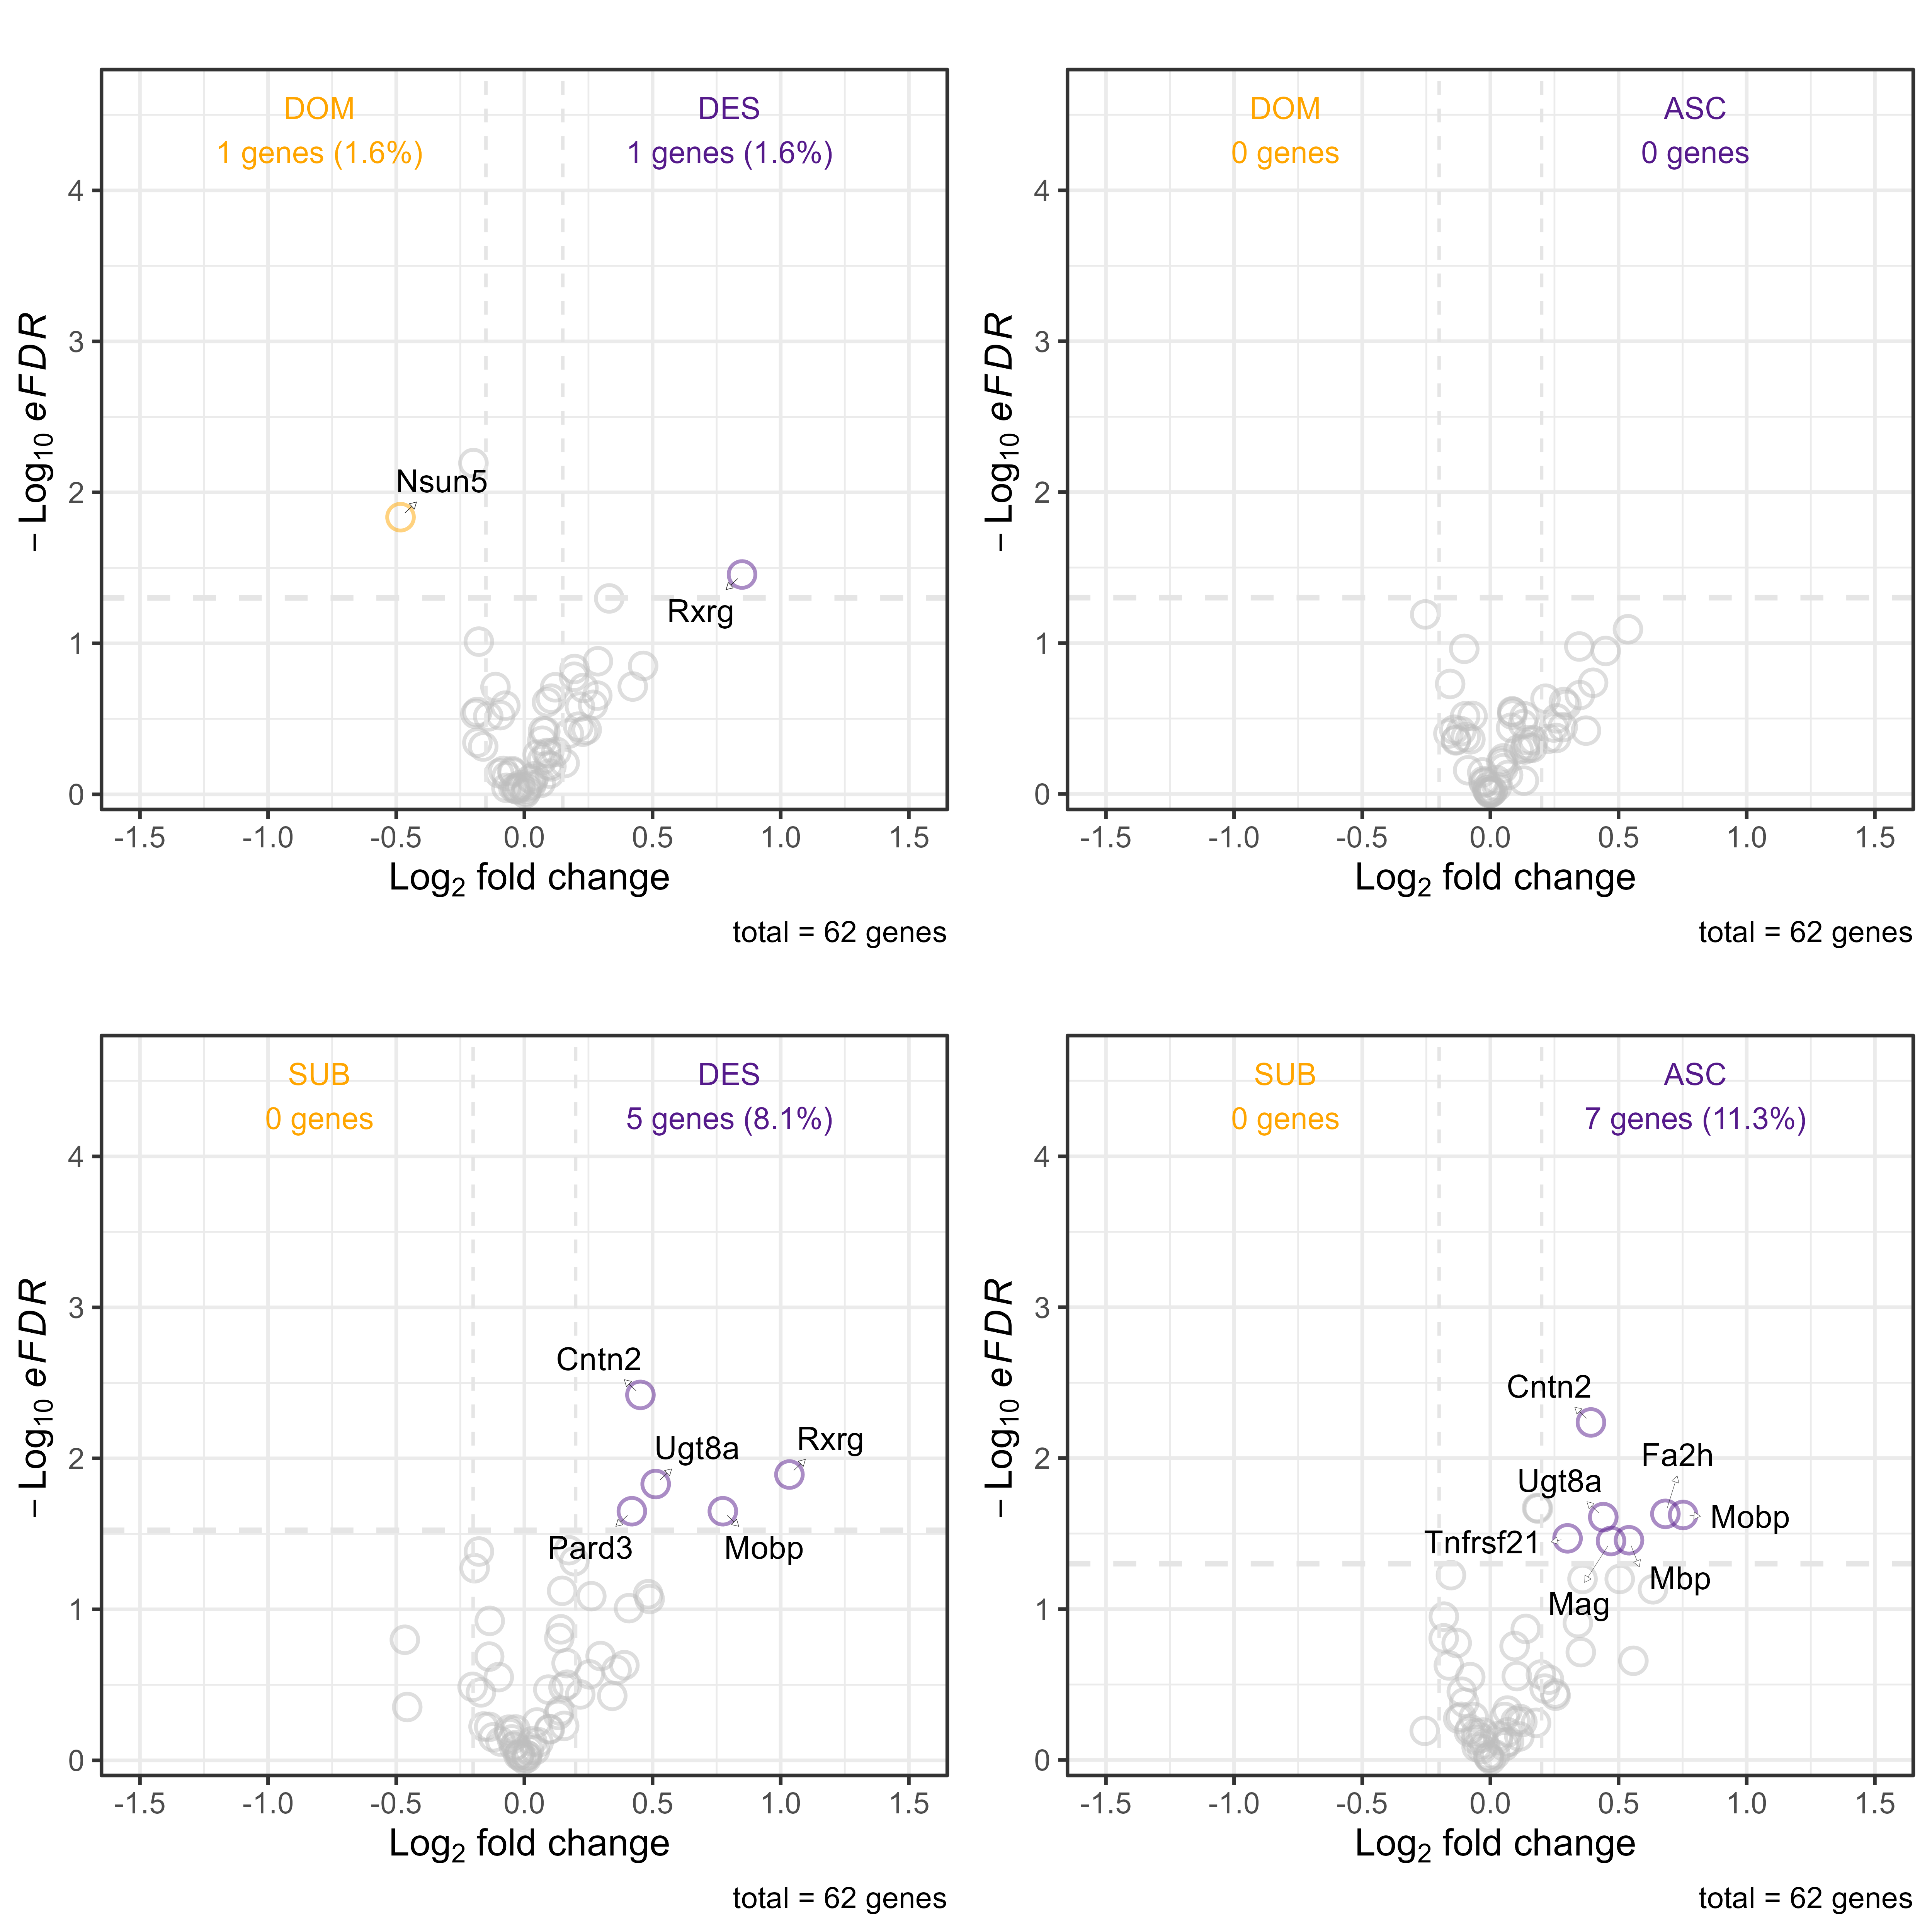 DOM
1 genes (1.6%)
DES
1 genes (1.6%)
− Log10 eFDR
4
3
2
1
0
Nsun5
Rxrg
-1.5 -1.0 -0.5 0.0 0.5 1.0 1.5
Log2 fold change
total = 62 genes
DOM
0 genes
ASC
0 genes
− Log10 eFDR
4
3
2
1
0
-1.5 -1.0 -0.5 0.0 0.5 1.0 1.5
Log2 fold change
total = 62 genes
SUB
0 genes
DES
5 genes (8.1%)
− Log10 eFDR
4
3
2
1
0
Cntn2
Ugt8a
Rxrg
Pard3
Mobp
-1.5 -1.0 -0.5 0.0 0.5 1.0 1.5
Log2 fold change
total = 62 genes
SUB
0 genes
ASC
7 genes (11.3%)
− Log10 eFDR
4
3
2
1
0
Cntn2
Fa2h
Ugt8a
Mobp
Tnfrsf21
Mbp
Mag
-1.5 -1.0 -0.5 0.0 0.5 1.0 1.5
Log2 fold change
total = 62 genes